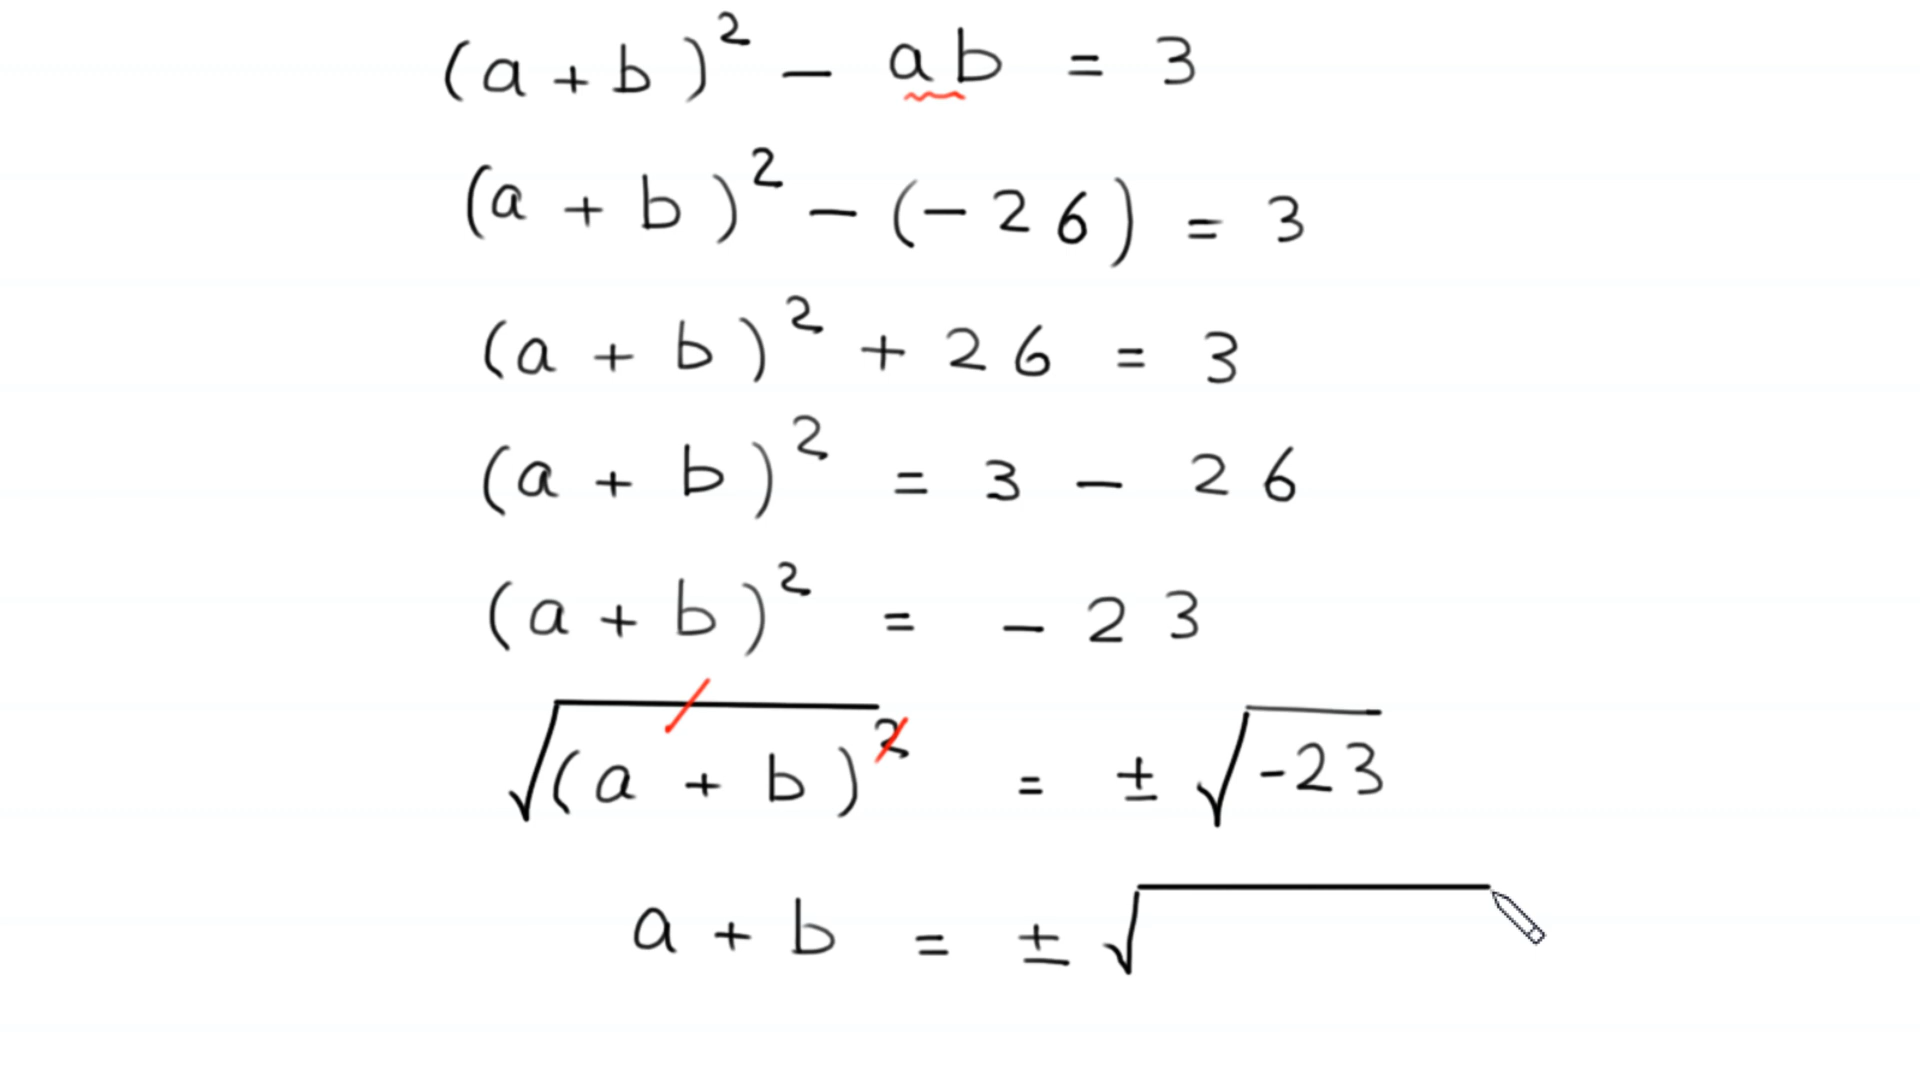 (a + b)² − ab = 3
(a + b)² − (−26) = 3
(a + b)² + 26 = 3
(a + b)² = 3 − 26
(a + b)² = −23
√(a + b)² = ± √−23
a + b = ± √